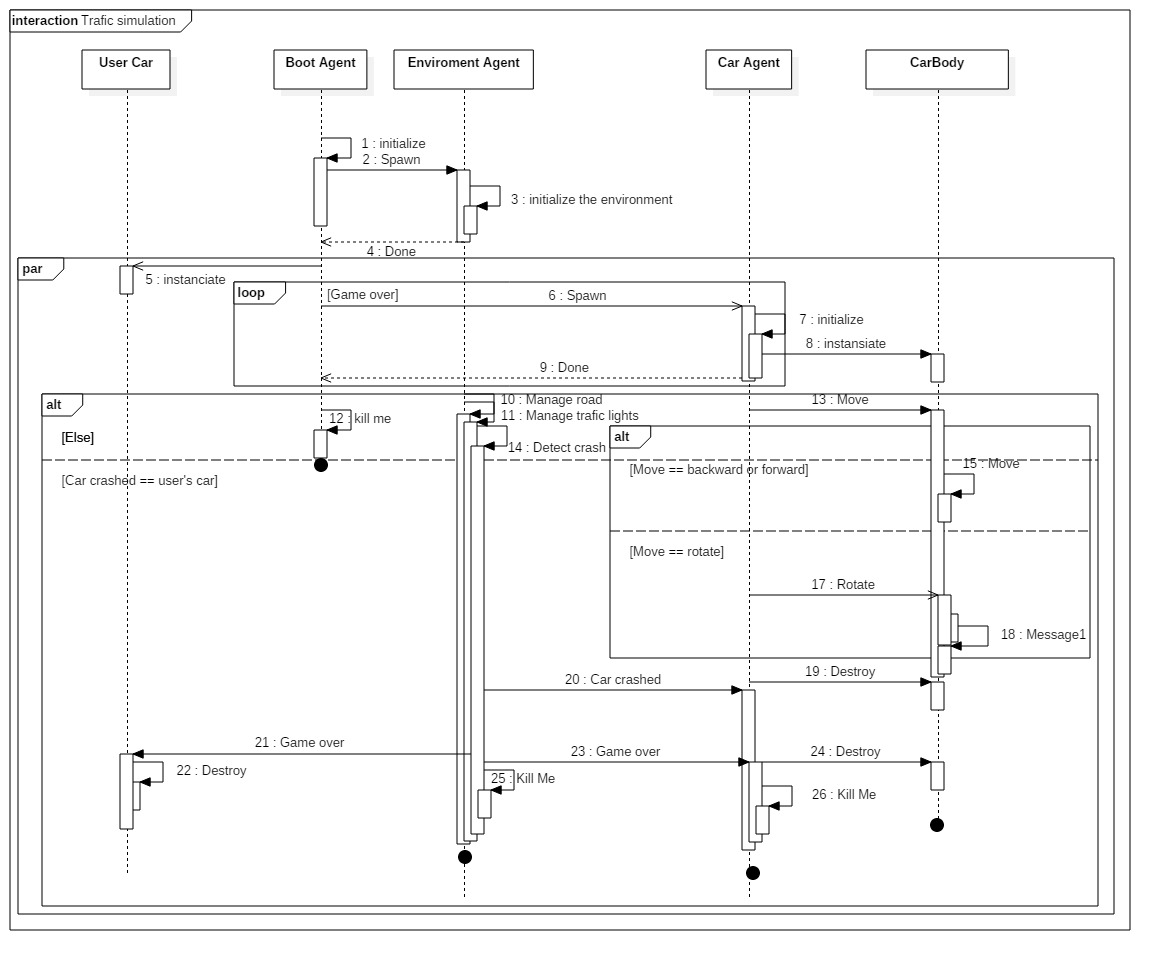 interaction Trafic simulation
User Car
Boot Agent
Enviroment Agent
Car Agent
CarBody
1 : initialize
2 : Spawn
3 : initialize the environment
4 : Done
par
5 : instanciate
loop
[Game over]
6 : Spawn
7 : initialize
8 : instansiate
9 : Done
alt
10 : Manage road
13 : Move
11 : Manage trafic lights
12 : kill me
[Else]
alt
14 : Detect crash
[Move == backward or forward]
15 : Move
[Car crashed == user's car]
[Move == rotate]
17 : Rotate
18 : Message1
19 : Destroy
20 : Car crashed
21 : Game over
23 : Game over
24 : Destroy
22 : Destroy
25 : Kill Me
26 : Kill Me